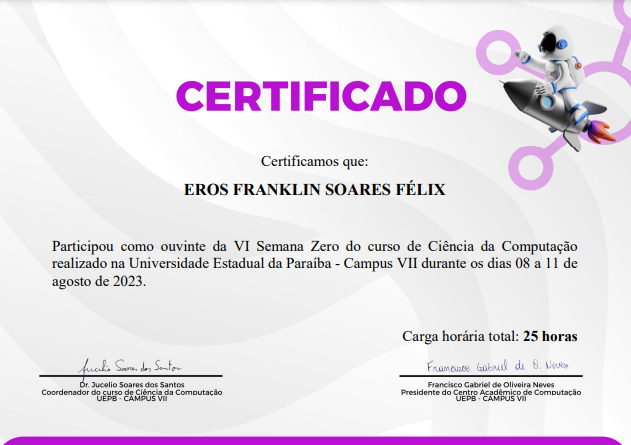 CERTIFICADO
Certificamos que:
EROS FRANKLIN SOARES FÉLIX
Participou como ouvinte da VI Semana Zero do curso de Ciência da Computação
realizado na Universidade Estadual da Paraíba - Campus VII durante os dias 08 a 11 de
agosto de 2023.
Carga horária total: 25 horas
Jucelio Soares dos Santos
Dr. Jucelio Soares dos Santos
Coordenador do curso de Ciência da Computação
UEPB - CAMPUS VII
Francisco Gabriel de O. Neves
Francisco Gabriel de Oliveira Neves
Presidente do Centro Acadêmico de Computação
UEPB - CAMPUS VII